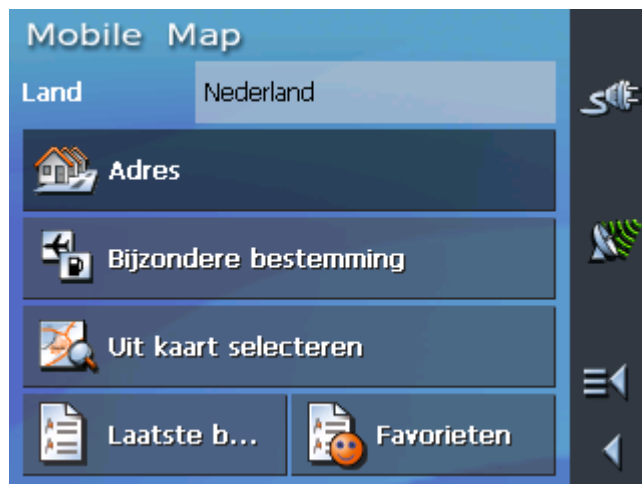 Mobile Map
Land Nederland
Adres
Bijzondere bestemming
Uit kaart selecteren
Laatste b... Favorieten